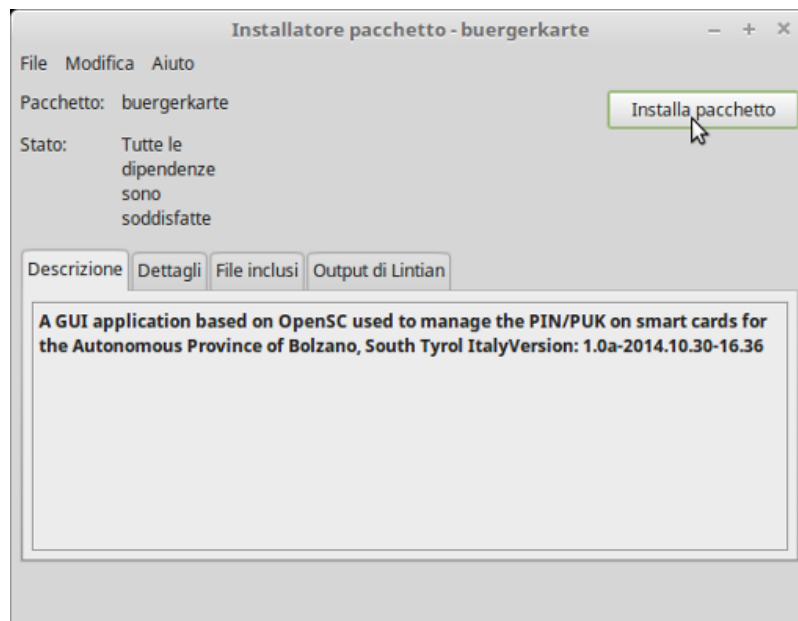 Installatore pacchetto - buergerkarte
File Modifica Aiuto
Pacchetto: buergerkarte
Installa pacchetto
Stato: Tutte le
dipendenze
sono
soddisfatte
Descrizione Dettagli File inclusi Output di Lintian
A GUI application based on OpenSC used to manage the PIN/PUK on smart cards for
the Autonomous Province of Bolzano, South Tyrol ItalyVersion: 1.0a-2014.10.30-16.36